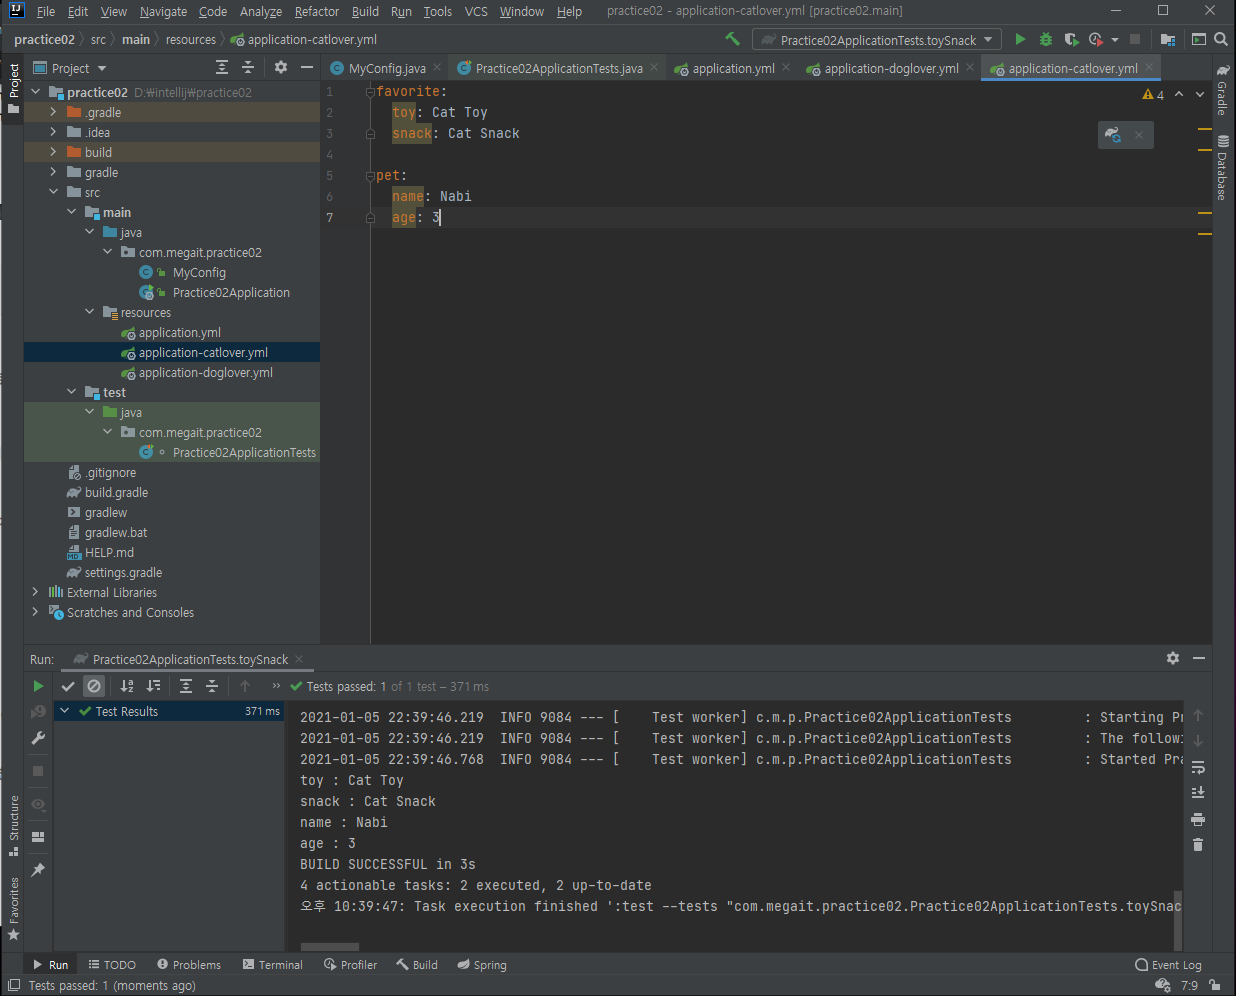 File Edit View Navigate Code Analyze Refactor Build Run Tools VCS Window Help practice02 - application-catlover.yml [practice02.main]
practice02 src main resources application-catlover.yml Practice02ApplicationTests.toySnack
Project MyConfig.java Practice02ApplicationTests.java application.yml application-doglover.yml application-catlover.yml
practice02 D:₩intellij₩practice02
.gradle
.idea
build
gradle
src
main
java
com.megait.practice02
MyConfig
Practice02Application
resources
application.yml
application-catlover.yml
application-doglover.yml
test
java
com.megait.practice02
Practice02ApplicationTests
.gitignore
build.gradle
gradlew
gradlew.bat
HELP.md
settings.gradle
External Libraries
Scratches and Consoles
1 favorite:
2 toy: Cat Toy
3 snack: Cat Snack
4
5 pet:
6 name: Nabi
7 age: 3
4
Project
Structure
Favorites
Gradle
Database
Run: Practice02ApplicationTests.toySnack
Tests passed: 1 of 1 test – 371 ms
Test Results 371 ms
2021-01-05 22:39:46.219 INFO 9084 --- [ Test worker] c.m.p.Practice02ApplicationTests : Starting Pr
2021-01-05 22:39:46.219 INFO 9084 --- [ Test worker] c.m.p.Practice02ApplicationTests : The followi
2021-01-05 22:39:46.768 INFO 9084 --- [ Test worker] c.m.p.Practice02ApplicationTests : Started Pra
toy : Cat Toy
snack : Cat Snack
name : Nabi
age : 3
BUILD SUCCESSFUL in 3s
4 actionable tasks: 2 executed, 2 up-to-date
오후 10:39:47: Task execution finished ':test --tests "com.megait.practice02.Practice02ApplicationTests.toySnac
Run TODO Problems Terminal Profiler Build Spring Event Log
Tests passed: 1 (moments ago) 7:9